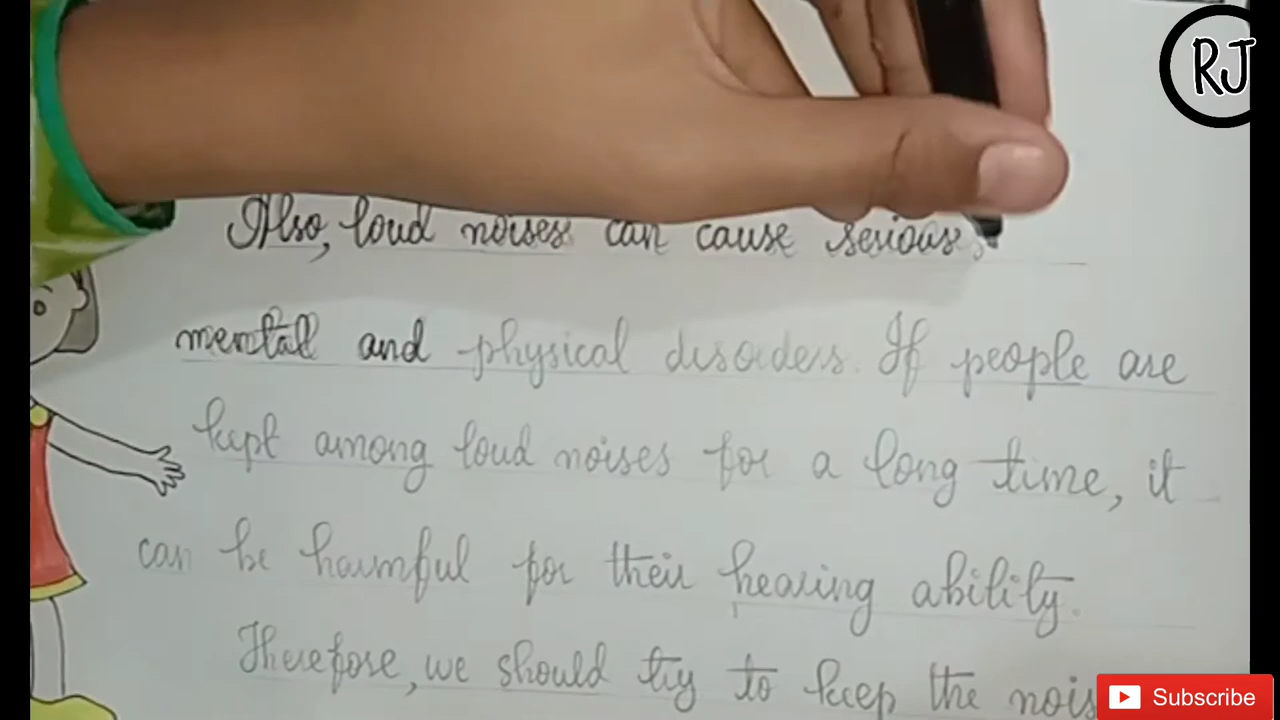 RJ
Also, loud noises can cause serious
mental and physical disorders. If people are
kept among loud noises for a long time, it
can be harmful for their hearing ability.
Therefore, we should try to keep the nois
Subscribe